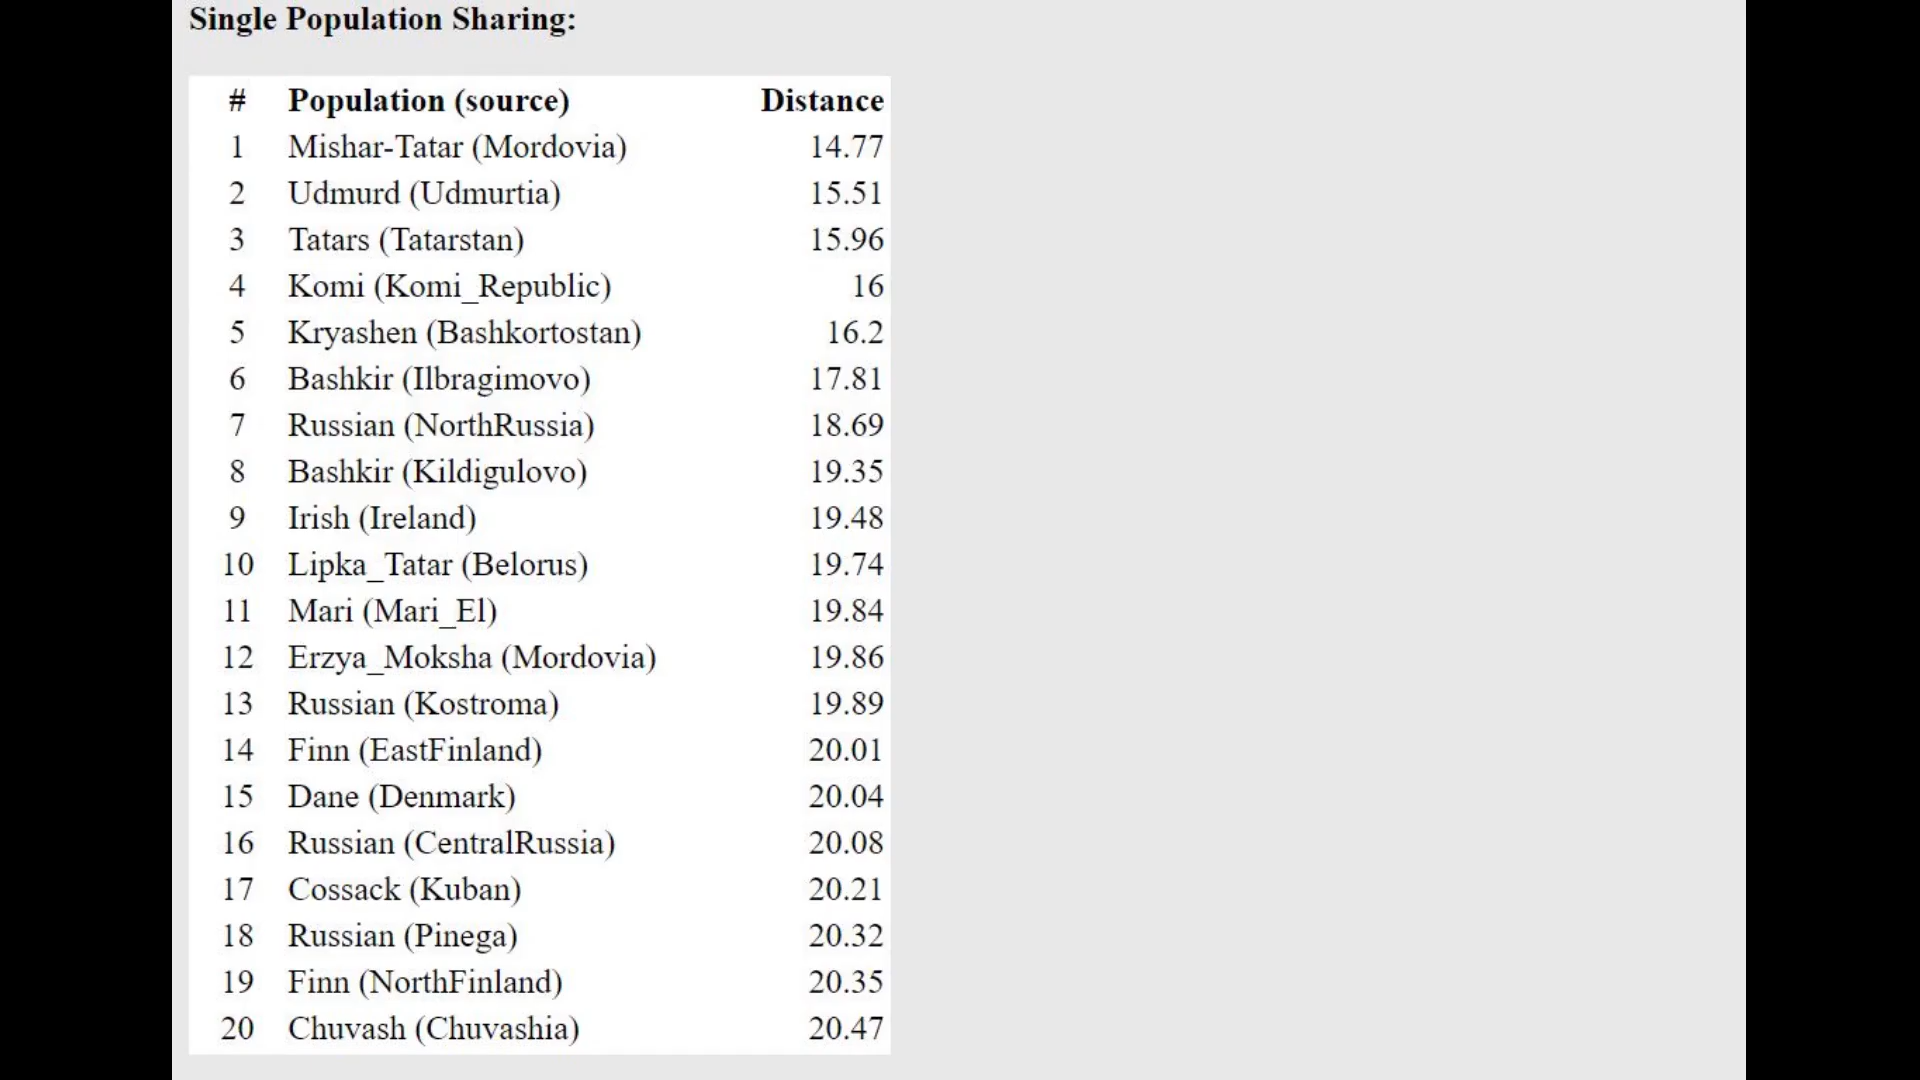 Single Population Sharing:
# Population (source) Distance
1 Mishar-Tatar (Mordovia) 14.77
2 Udmurd (Udmurtia) 15.51
3 Tatars (Tatarstan) 15.96
4 Komi (Komi_Republic) 16
5 Kryashen (Bashkortostan) 16.2
6 Bashkir (Ilbragimovo) 17.81
7 Russian (NorthRussia) 18.69
8 Bashkir (Kildigulovo) 19.35
9 Irish (Ireland) 19.48
10 Lipka_Tatar (Belorus) 19.74
11 Mari (Mari_El) 19.84
12 Erzya_Moksha (Mordovia) 19.86
13 Russian (Kostroma) 19.89
14 Finn (EastFinland) 20.01
15 Dane (Denmark) 20.04
16 Russian (CentralRussia) 20.08
17 Cossack (Kuban) 20.21
18 Russian (Pinega) 20.32
19 Finn (NorthFinland) 20.35
20 Chuvash (Chuvashia) 20.47